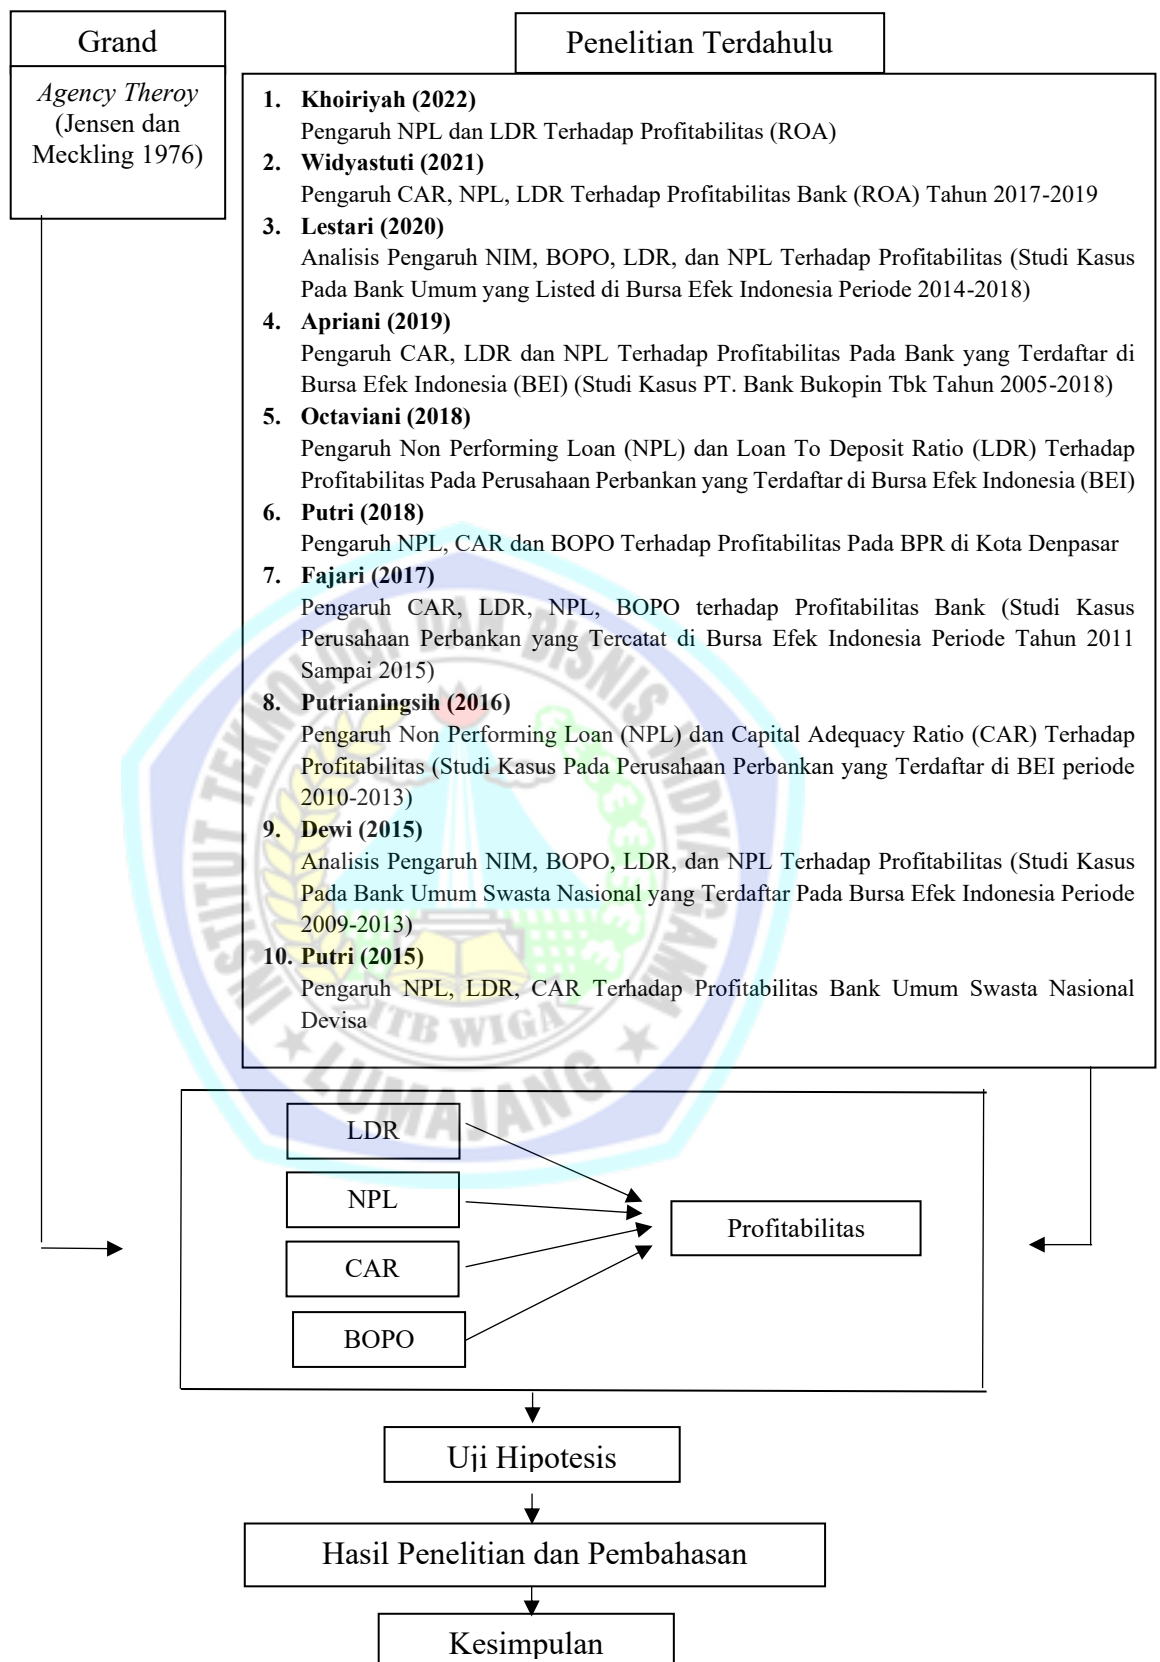 Grand
Agency Theroy
(Jensen dan
Meckling 1976)
Penelitian Terdahulu
1. Khoiriyah (2022)
Pengaruh NPL dan LDR Terhadap Profitabilitas (ROA)
2. Widyastuti (2021)
Pengaruh CAR, NPL, LDR Terhadap Profitabilitas Bank (ROA) Tahun 2017-2019
3. Lestari (2020)
Analisis Pengaruh NIM, BOPO, LDR, dan NPL Terhadap Profitabilitas (Studi Kasus
Pada Bank Umum yang Listed di Bursa Efek Indonesia Periode 2014-2018)
4. Apriani (2019)
Pengaruh CAR, LDR dan NPL Terhadap Profitabilitas Pada Bank yang Terdaftar di
Bursa Efek Indonesia (BEI) (Studi Kasus PT. Bank Bukopin Tbk Tahun 2005-2018)
5. Octaviani (2018)
Pengaruh Non Performing Loan (NPL) dan Loan To Deposit Ratio (LDR) Terhadap
Profitabilitas Pada Perusahaan Perbankan yang Terdaftar di Bursa Efek Indonesia (BEI)
6. Putri (2018)
Pengaruh NPL, CAR dan BOPO Terhadap Profitabilitas Pada BPR di Kota Denpasar
7. Fajari (2017)
Pengaruh CAR, LDR, NPL, BOPO terhadap Profitabilitas Bank (Studi Kasus
Perusahaan Perbankan yang Tercatat di Bursa Efek Indonesia Periode Tahun 2011
Sampai 2015)
8. Putrianingsih (2016)
Pengaruh Non Performing Loan (NPL) dan Capital Adequacy Ratio (CAR) Terhadap
Profitabilitas (Studi Kasus Pada Perusahaan Perbankan yang Terdaftar di BEI periode
2010-2013)
9. Dewi (2015)
Analisis Pengaruh NIM, BOPO, LDR, dan NPL Terhadap Profitabilitas (Studi Kasus
Pada Bank Umum Swasta Nasional yang Terdaftar Pada Bursa Efek Indonesia Periode
2009-2013)
10. Putri (2015)
Pengaruh NPL, LDR, CAR Terhadap Profitabilitas Bank Umum Swasta Nasional
Devisa
INSTITUT TEKNOLOGI DAN BISNIS WIDYA GAMA
ITB WIGA
LUMAJANG
LDR
NPL
CAR
BOPO
Profitabilitas
Uji Hipotesis
Hasil Penelitian dan Pembahasan
Kesimpulan